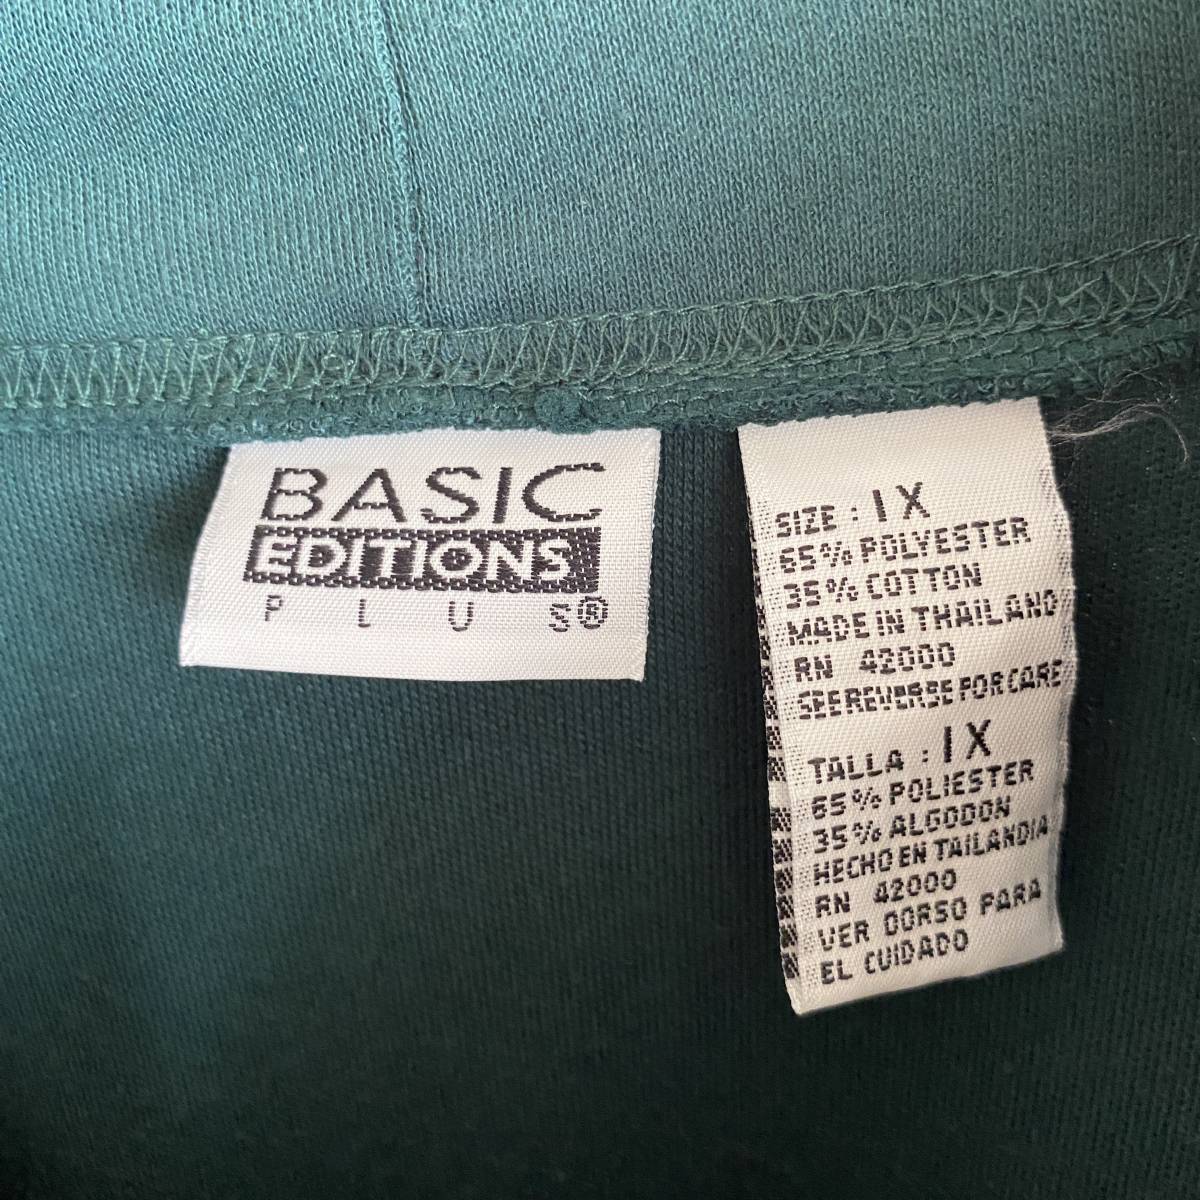 BASIC
EDITIONS
PLUS®
SIZE : 1X
65% POLYESTER
35% COTTON
MADE IN THAILAND
RN 42000
SEE REVERSE FOR CARE
TALLA : 1X
65% POLIESTER
35% ALGODON
HECHO EN TAILANDIA
RN 42000
VER DORSO PARA
EL CUIDADO